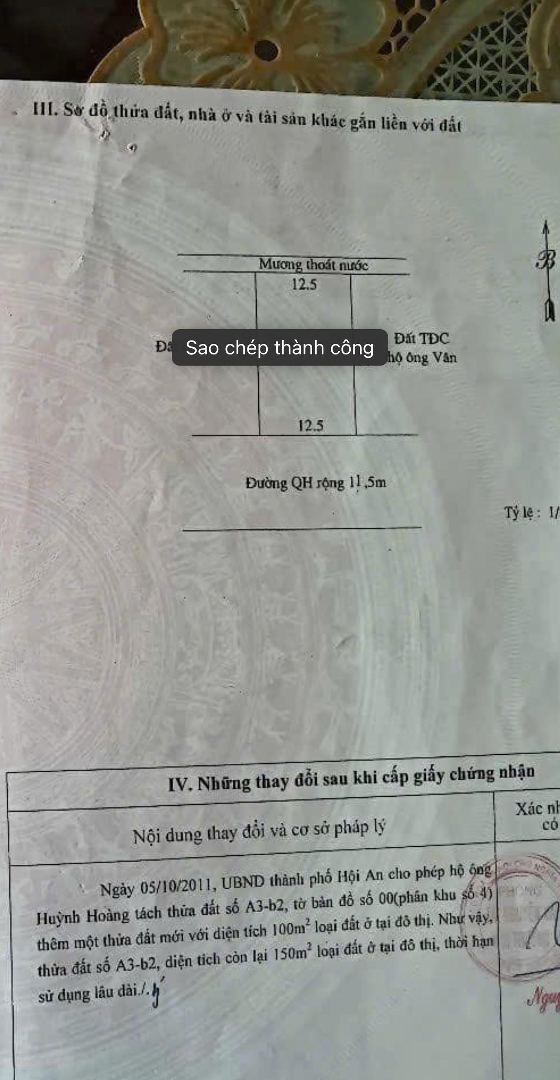 III. Sơ đồ thửa đất, nhà ở và tài sản khác gắn liền với đất
Mương thoát nước
12.5
B
Sao chép thành công
Đất TĐC
hộ ông Vân
12.5
Đường QH rộng 11,5m
Tỷ lệ : 1/
IV. Những thay đổi sau khi cấp giấy chứng nhận
Nội dung thay đổi và cơ sở pháp lý
Xác nh
có
Ngày 05/10/2011, UBND thành phố Hội An cho phép hộ ông
Huỳnh Hoàng tách thửa đất số A3-b2, tờ bản đồ số 00(phân khu số 4)
thêm một thửa đất mới với diện tích 100m² loại đất ở tại đô thị. Như vậy,
thửa đất số A3-b2, diện tích còn lại 150m² loại đất ở tại đô thị, thời hạn
sử dụng lâu dài./.
PHÒNG
Nguy